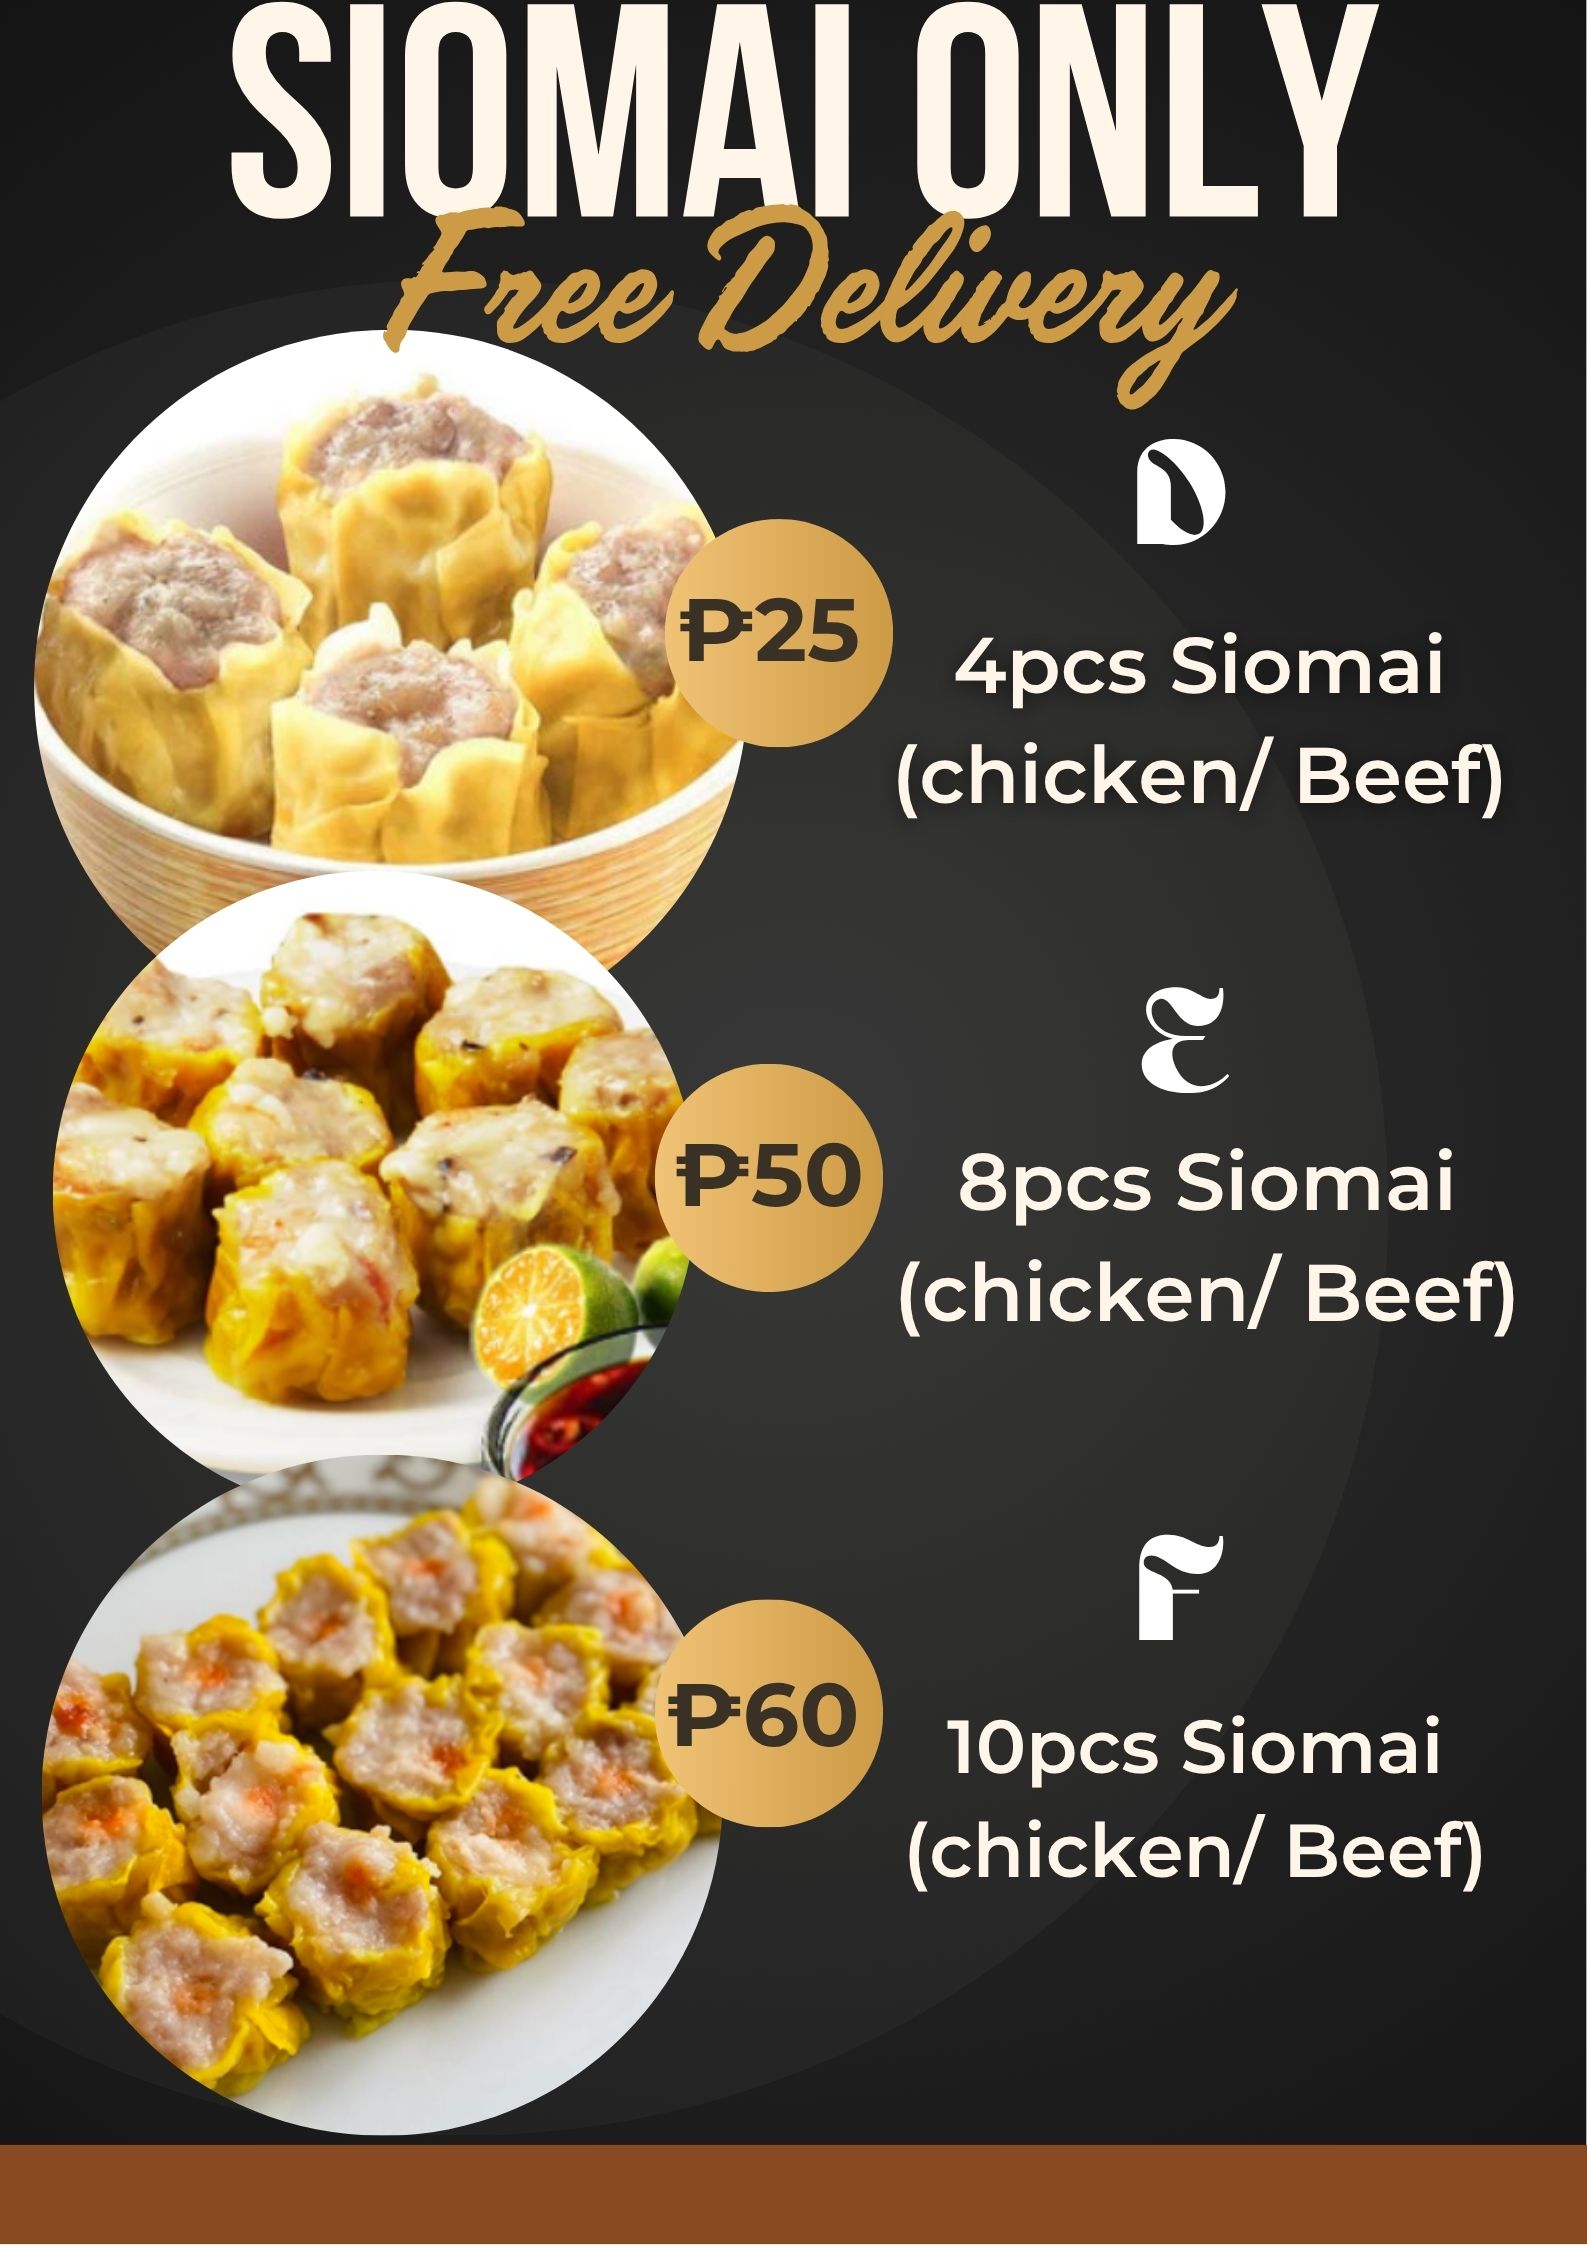 SIOMAI ONLY
Free Delivery
D
₱25
4pcs Siomai
(chicken/ Beef)
E
₱50
8pcs Siomai
(chicken/ Beef)
F
₱60
10pcs Siomai
(chicken/ Beef)